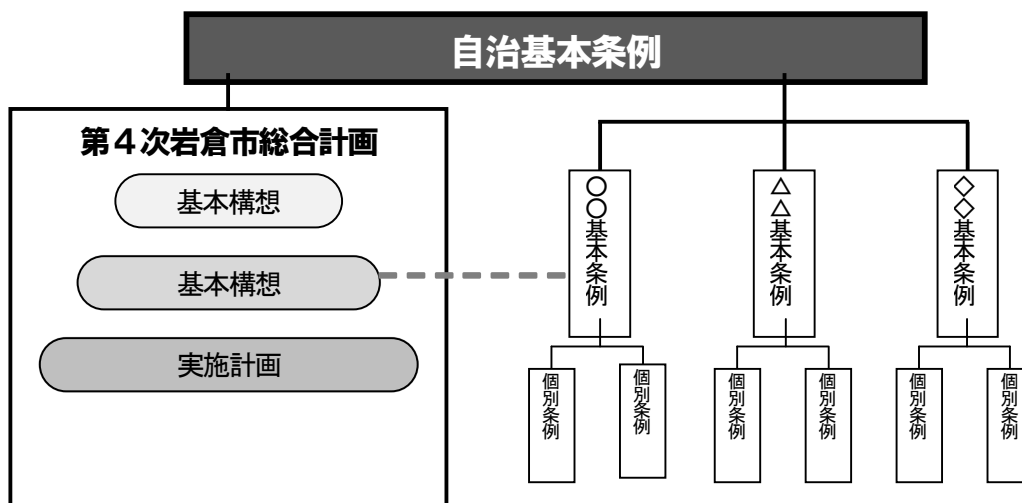 自治基本条例
第４次岩倉市総合計画
基本構想
基本構想
実施計画
○○基本条例
△△基本条例
◇◇基本条例
個別条例
個別条例
個別条例
個別条例
個別条例
個別条例